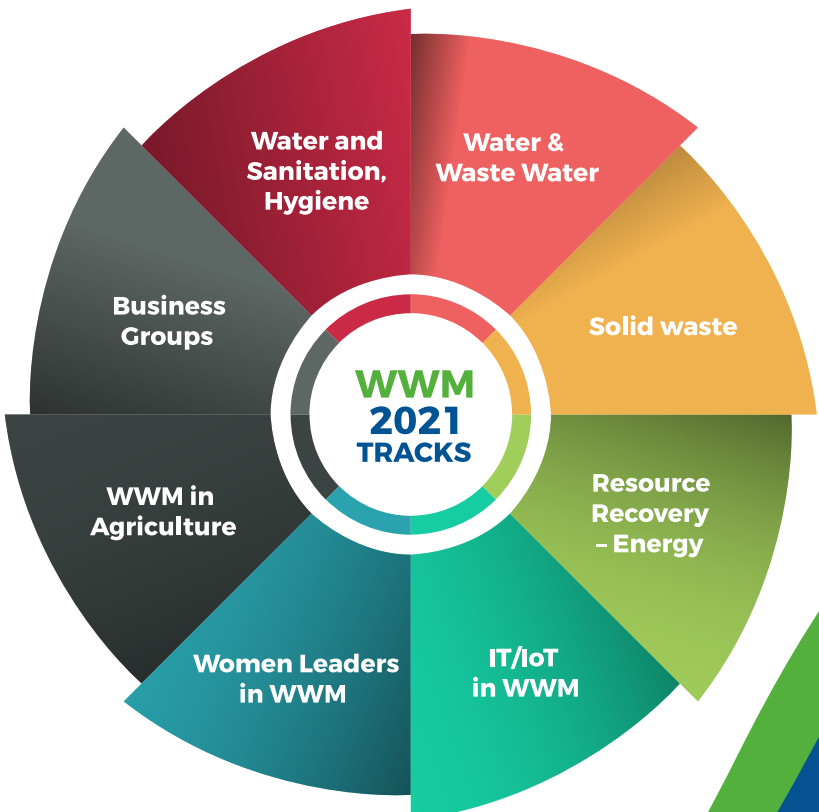 WWM
2021
TRACKS
Water &
Waste Water
Solid waste
Resource
Recovery
– Energy
IT/IoT
in WWM
Women Leaders
in WWM
WWM in
Agriculture
Business
Groups
Water and
Sanitation,
Hygiene